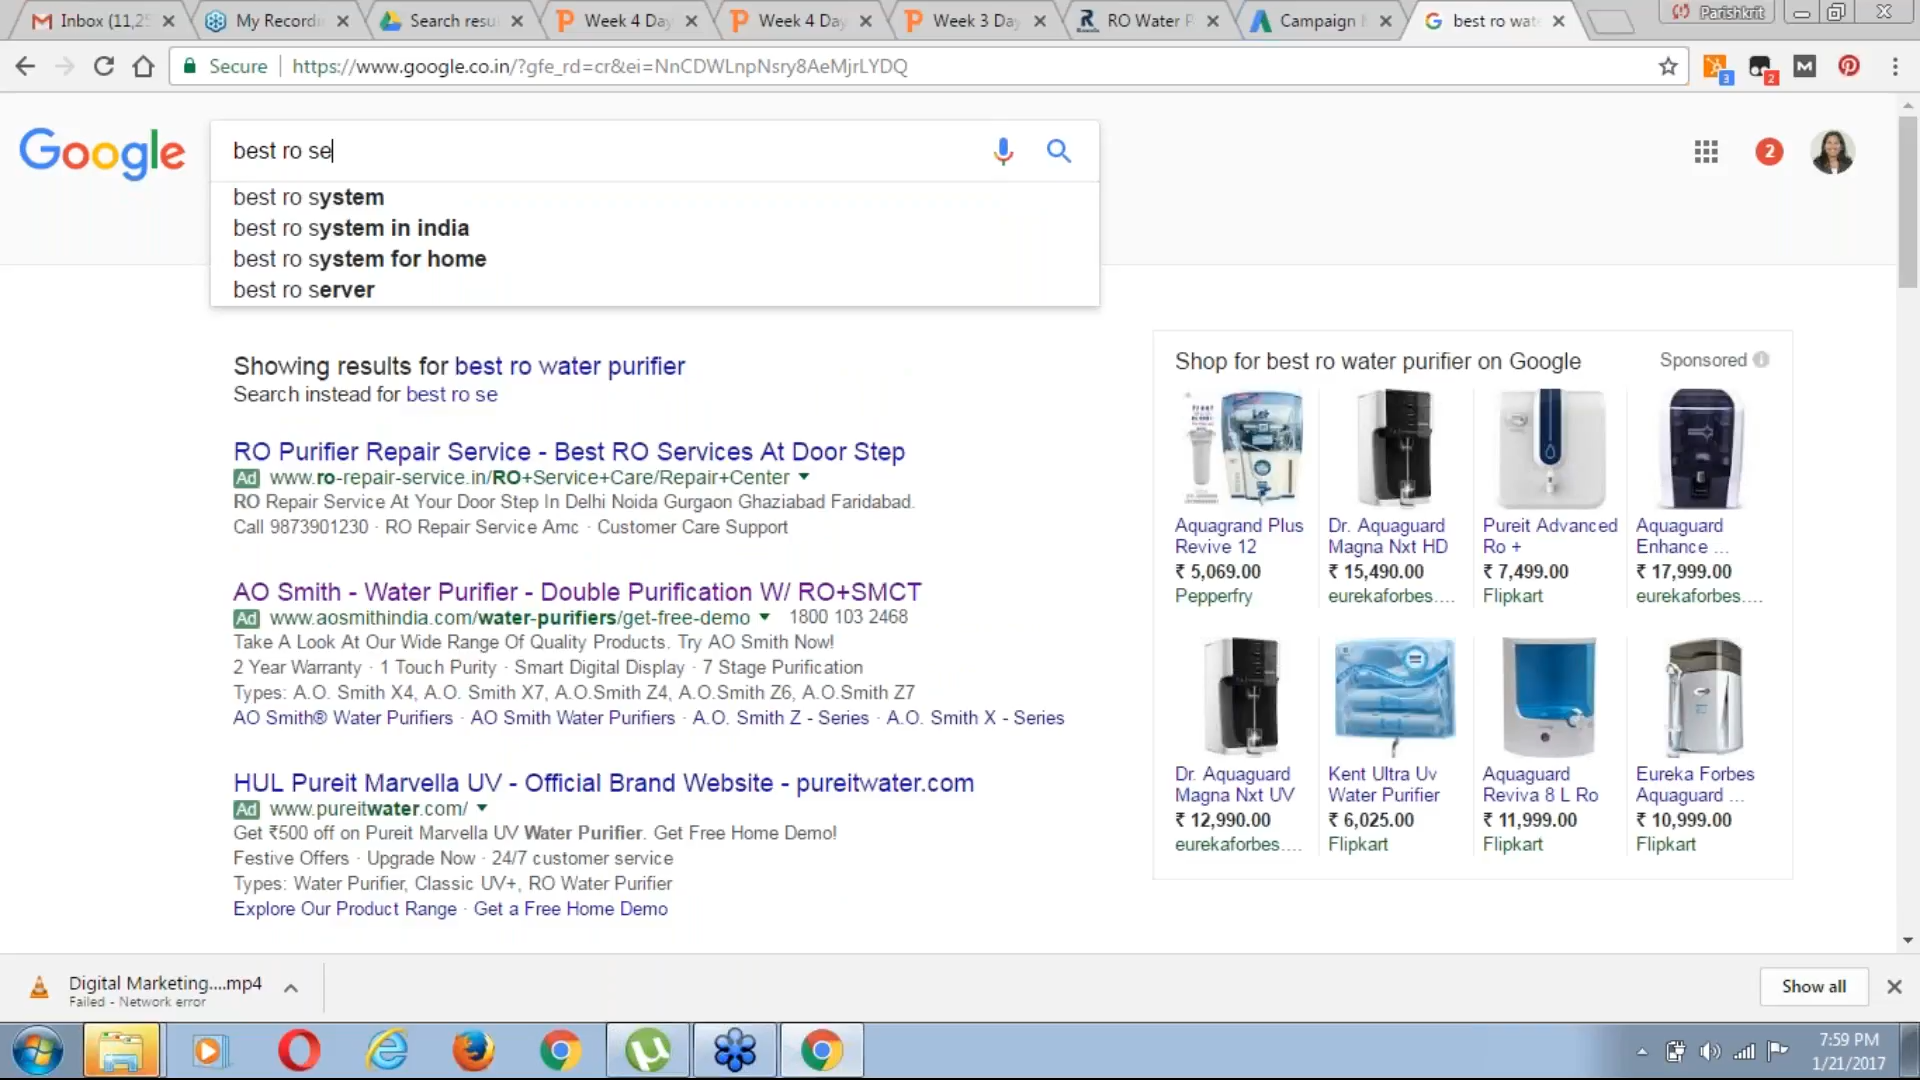 Inbox (11,25
My Recordi
Search resu
Week 4 Day
Week 4 Day
Week 3 Day
RO Water P
Campaign
best ro wate
Parishkrit
Secure
https://www.google.co.in/?gfe_rd=cr&ei=NnCDWLnpNsry8AeMjrLYDQ
3
2
Google
best ro se
2
best ro system
best ro system in india
best ro system for home
best ro server
Showing results for best ro water purifier
Search instead for best ro se
RO Purifier Repair Service - Best RO Services At Door Step
Ad www.ro-repair-service.in/RO+Service+Care/Repair+Center
RO Repair Service At Your Door Step In Delhi Noida Gurgaon Ghaziabad Faridabad.
Call 9873901230 · RO Repair Service Amc · Customer Care Support
AO Smith - Water Purifier - Double Purification W/ RO+SMCT
Ad www.aosmithindia.com/water-purifiers/get-free-demo 1800 103 2468
Take A Look At Our Wide Range Of Quality Products. Try AO Smith Now!
2 Year Warranty · 1 Touch Purity · Smart Digital Display · 7 Stage Purification
Types: A.O. Smith X4, A.O. Smith X7, A.O.Smith Z4, A.O.Smith Z6, A.O.Smith Z7
AO Smith® Water Purifiers · AO Smith Water Purifiers · A.O. Smith Z - Series · A.O. Smith X - Series
HUL Pureit Marvella UV - Official Brand Website - pureitwater.com
Ad www.pureitwater.com/
Get ₹500 off on Pureit Marvella UV Water Purifier. Get Free Home Demo!
Festive Offers · Upgrade Now · 24/7 customer service
Types: Water Purifier, Classic UV+, RO Water Purifier
Explore Our Product Range · Get a Free Home Demo
Shop for best ro water purifier on Google
Sponsored
Aquagrand Plus
Revive 12
₹ 5,069.00
Pepperfry
Dr. Aquaguard
Magna Nxt HD
₹ 15,490.00
eurekaforbes....
Pureit Advanced
Ro +
₹ 7,499.00
Flipkart
Aquaguard
Enhance ...
₹ 17,999.00
eurekaforbes....
Dr. Aquaguard
Magna Nxt UV
₹ 12,990.00
eurekaforbes....
Kent Ultra Uv
Water Purifier
₹ 6,025.00
Flipkart
Aquaguard
Reviva 8 L Ro
₹ 11,999.00
Flipkart
Eureka Forbes
Aquaguard ...
₹ 10,999.00
Flipkart
Digital Marketing....mp4
Failed - Network error
Show all
7:59 PM
1/21/2017